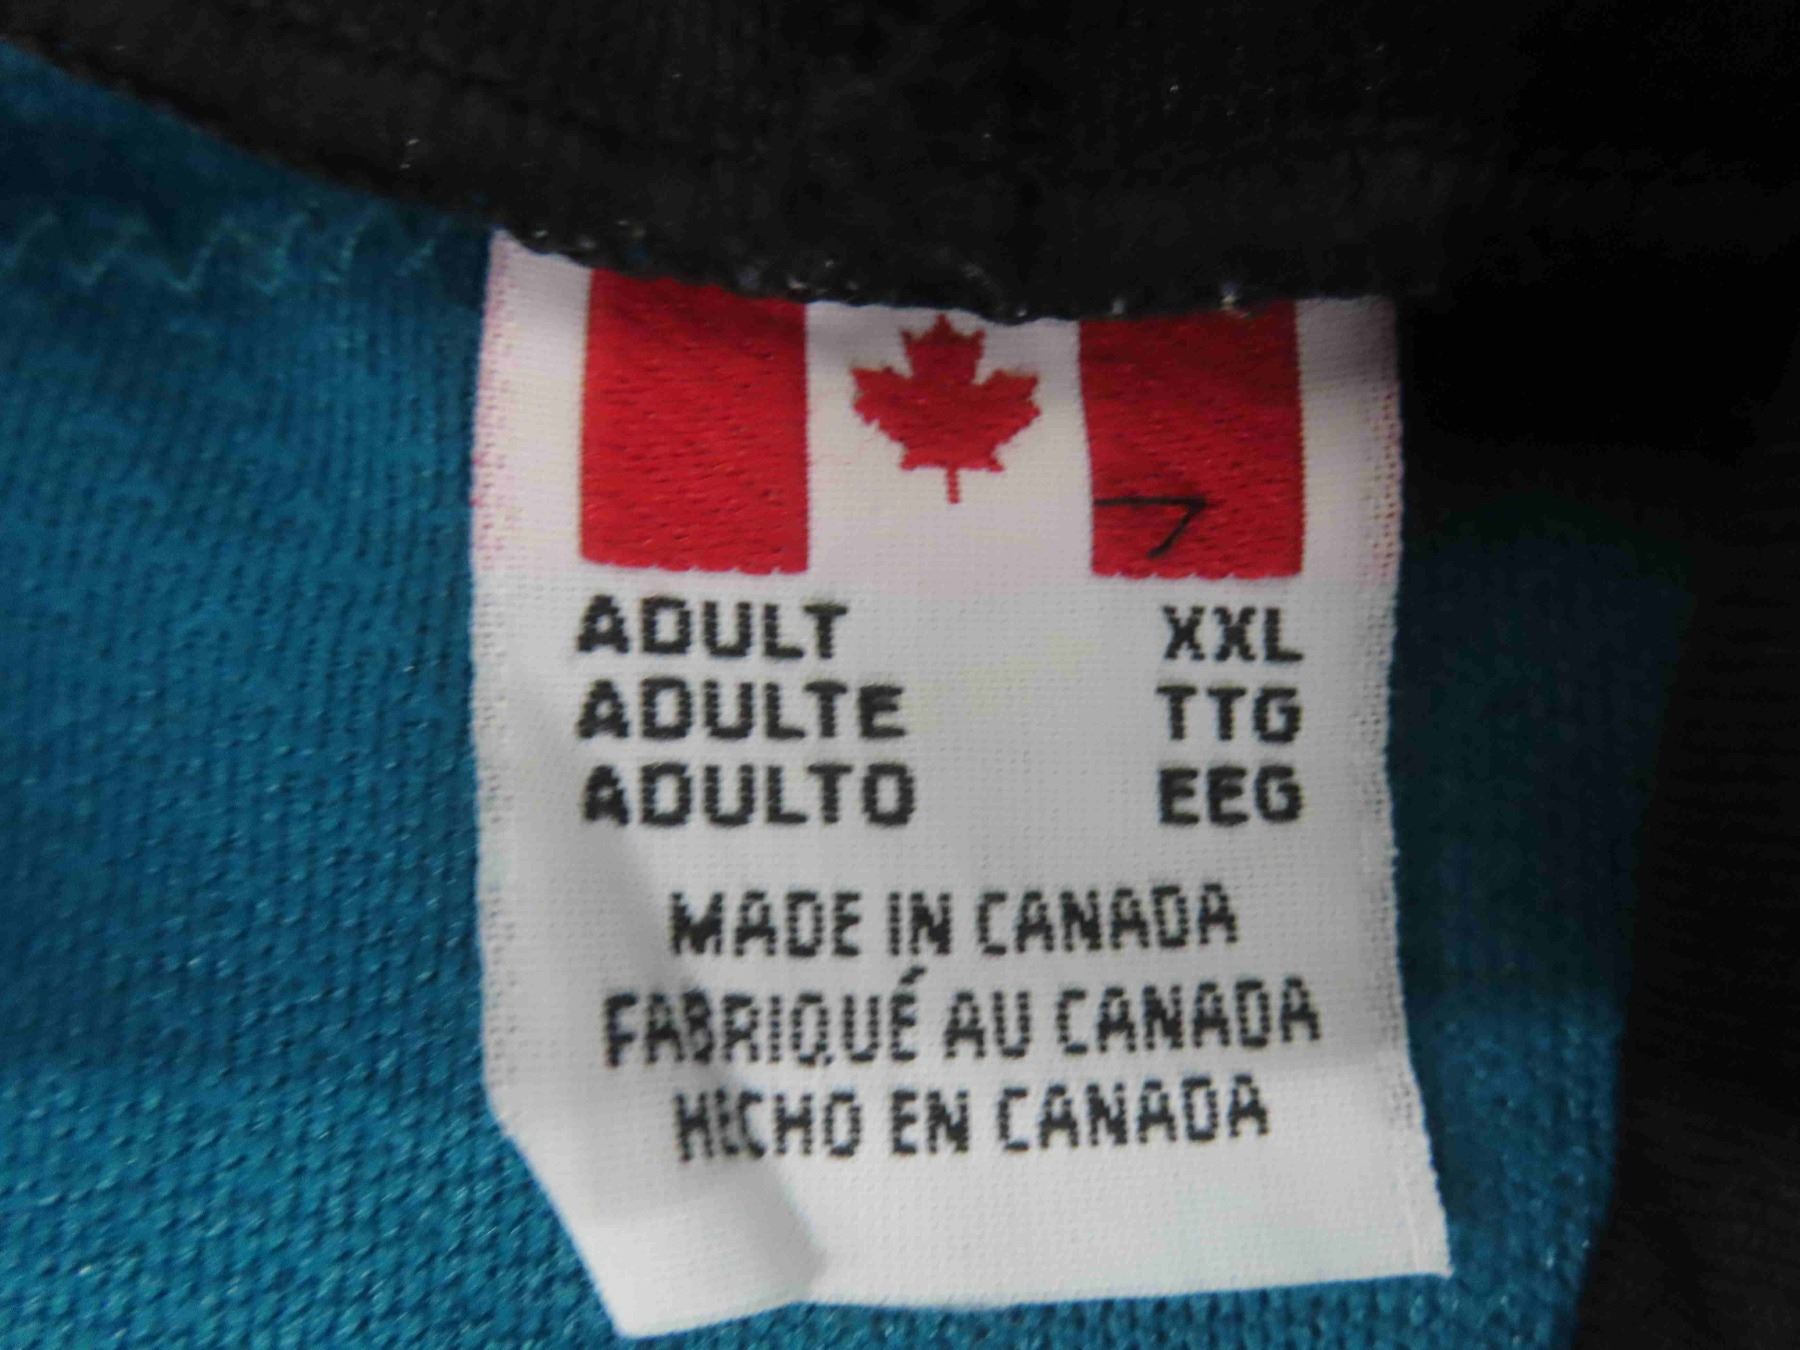 ADULT XXL
ADULTE TTG
ADULTO EEG
MADE IN CANADA
FABRIQUÉ AU CANADA
HECHO EN CANADA